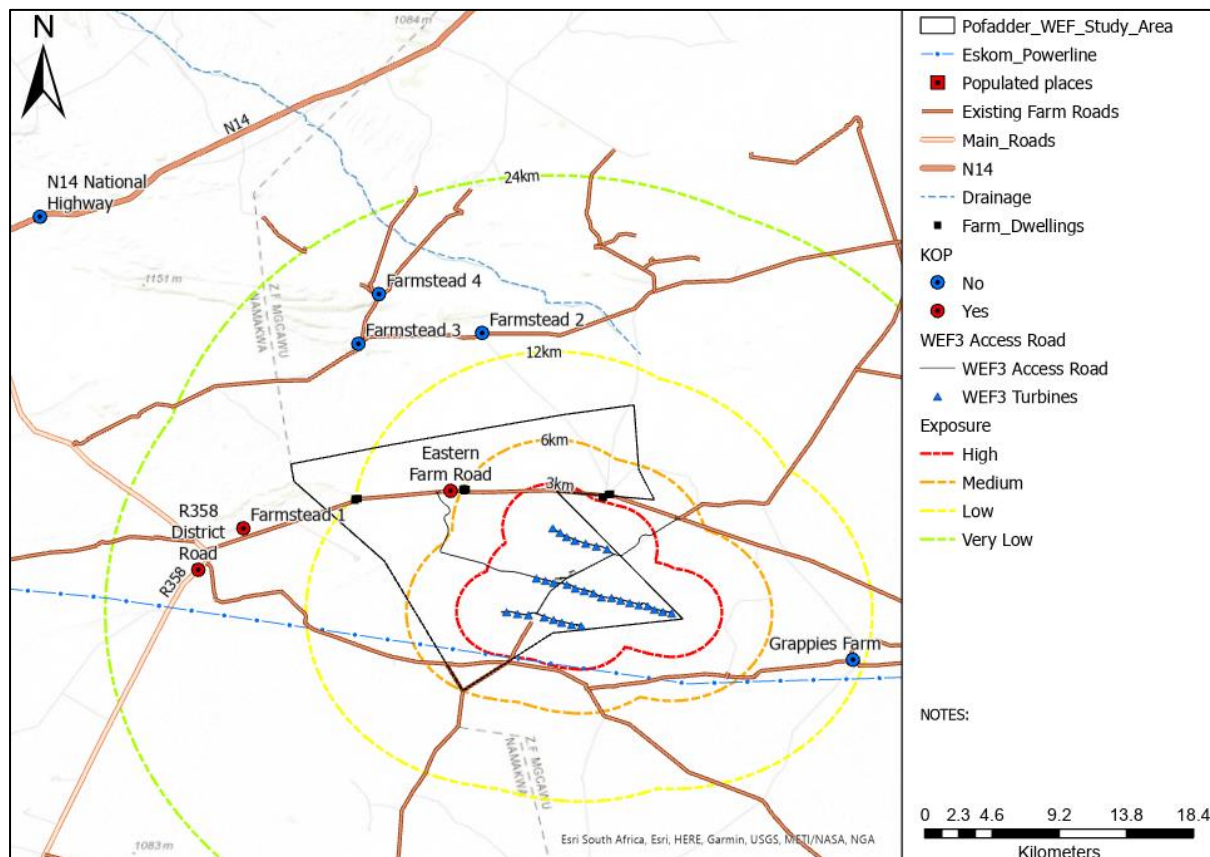 N
1084 m
N14
N14 National
Highway
24km
1151 m
Z F MGCAWU
NAMAKWA
Farmstead 4
Farmstead 3
Farmstead 2
12km
6km
Eastern
Farm Road
3km
Farmstead 1
R358
District
Road
R358
Grappies Farm
Z F MGCAWU
NAMAKWA
1083 m
Esri South Africa, Esri, HERE, Garmin, USGS, METI/NASA, NGA
Pofadder_WEF_Study_Area
Eskom_Powerline
Populated places
Existing Farm Roads
Main_Roads
N14
Drainage
Farm_Dwellings
KOP
No
Yes
WEF3 Access Road
WEF3 Access Road
WEF3 Turbines
Exposure
High
Medium
Low
Very Low
NOTES:
0 2.3 4.6 9.2 13.8 18.4
Kilometers